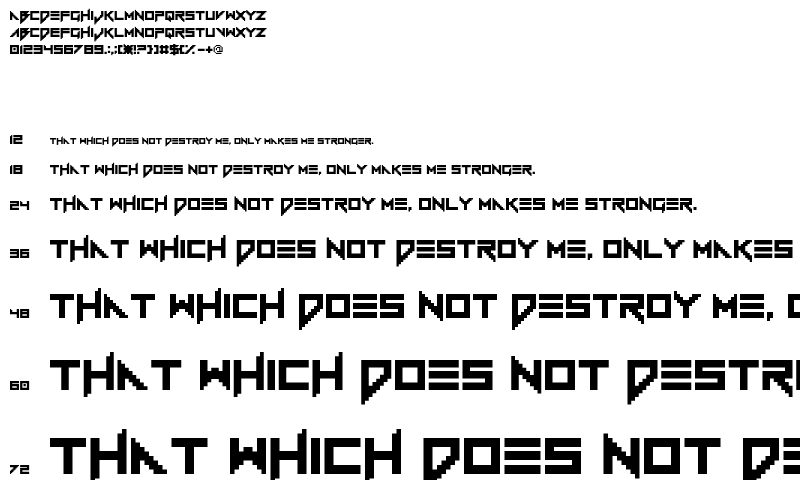 ABCDEFGHIJKLMNOPQRSTUVWXYZ
ABCDEFGHIJKLMNOPQRSTUVWXYZ
0123456789.:,;(*!?)]#$(%.-+@
12 THAT WHICH DOES NOT DESTROY ME, ONLY MAKES ME STRONGER.
18 THAT WHICH DOES NOT DESTROY ME, ONLY MAKES ME STRONGER.
24 THAT WHICH DOES NOT DESTROY ME, ONLY MAKES ME STRONGER.
36 THAT WHICH DOES NOT DESTROY ME, ONLY MAKES
48 THAT WHICH DOES NOT DESTROY ME,
60 THAT WHICH DOES NOT DESTR
72 THAT WHICH DOES NOT DE